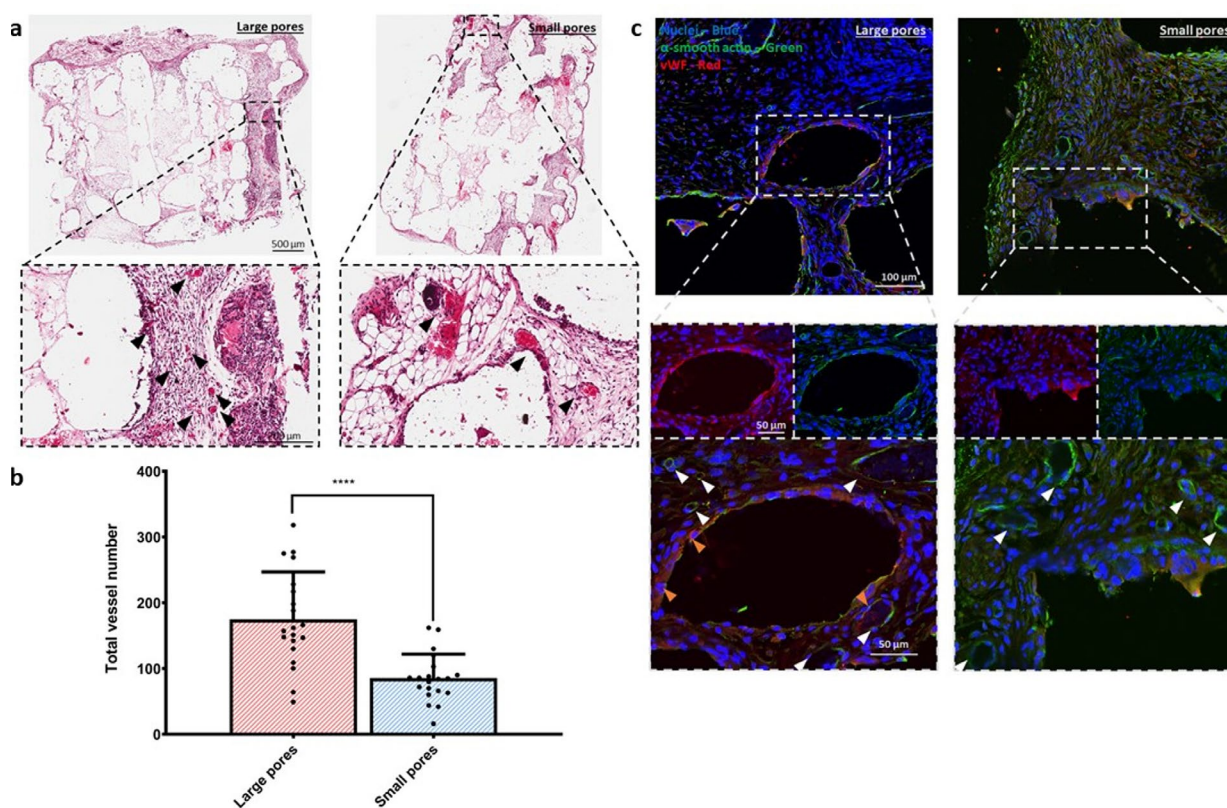 a
Large pores
Small pores
500 µm
b
400
300
200
100
0
Total vessel number
****
Large pores
Small pores
c
Nuclei – Blue
α-smooth actin – Green
vWF – Red
Large pores
Small pores
100 µm
50 µm
50 µm